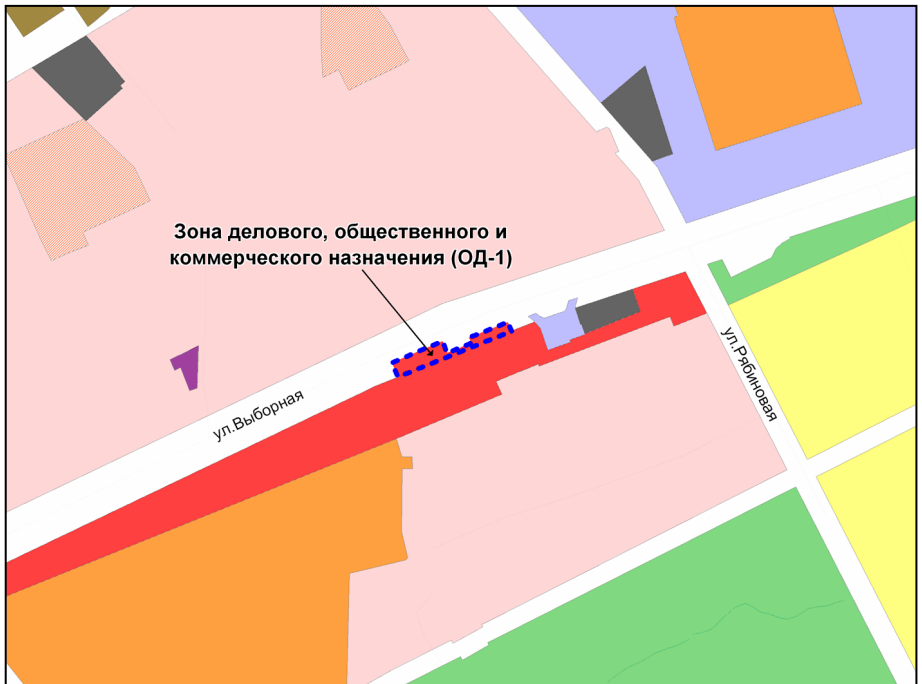 Зона делового, общественного и
коммерческого назначения (ОД-1)
ул.Выборная
ул.Рябиновая